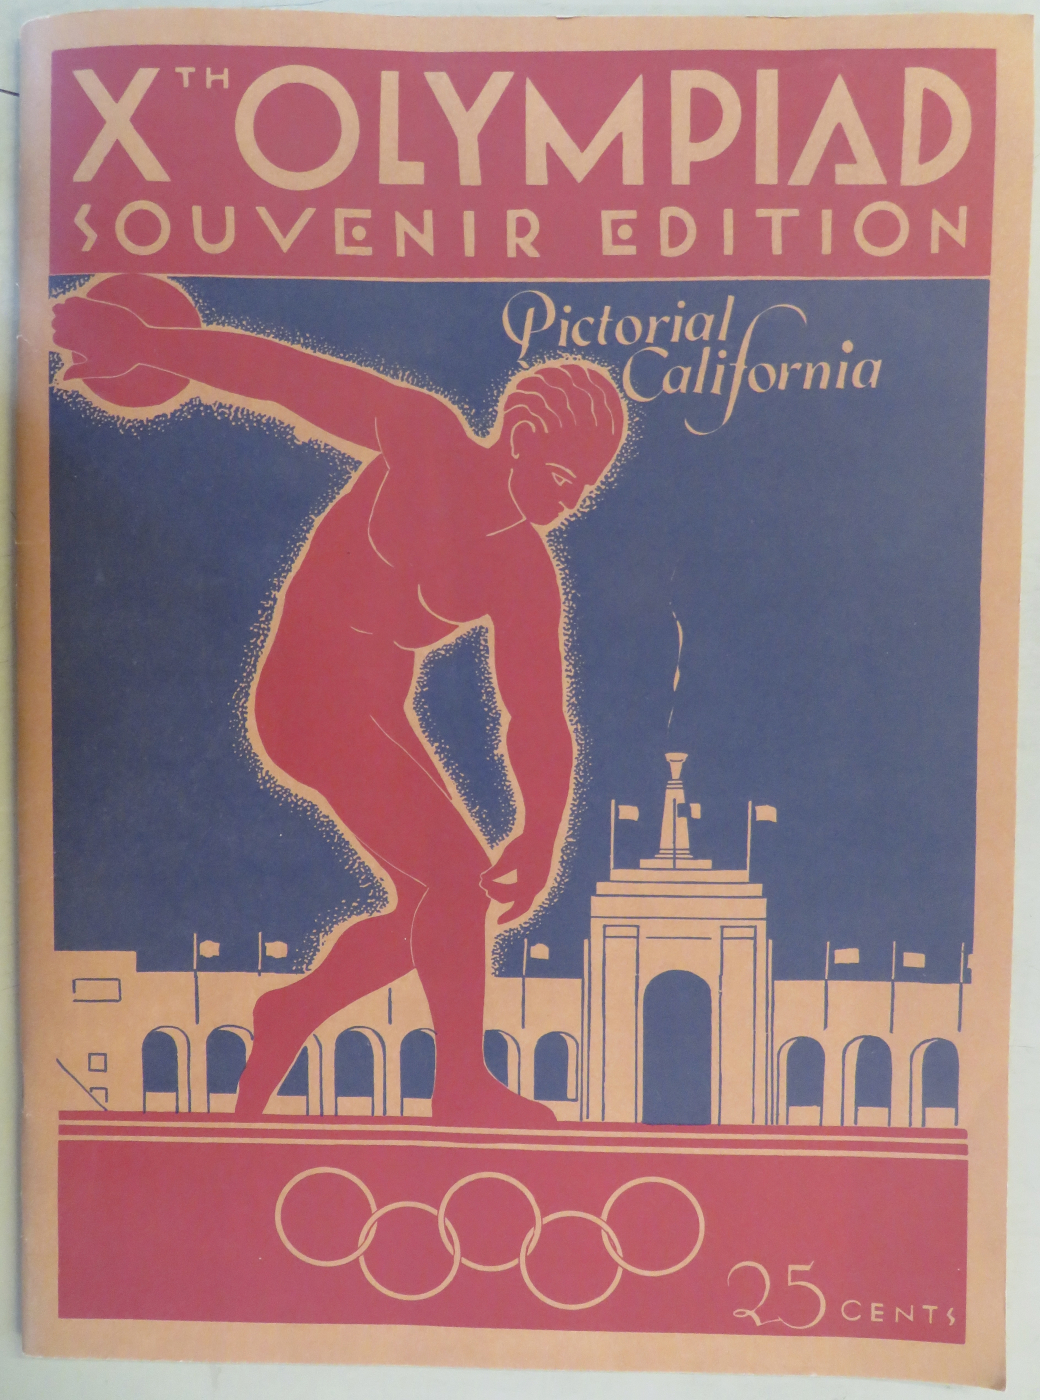 XTH OLYMPIAD
SOUVENIR EDITION
Pictorial
California
25 CENTS